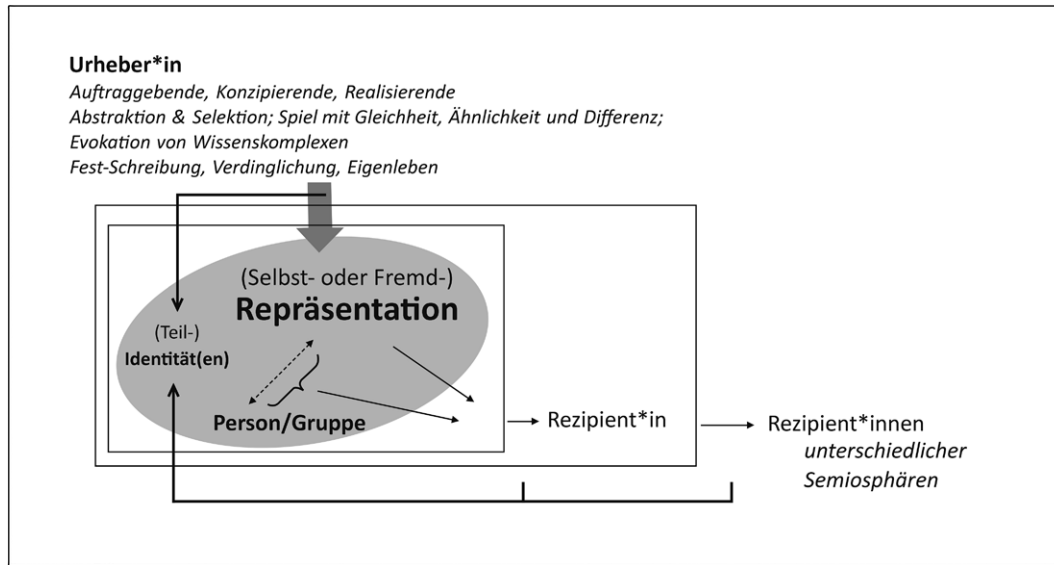 Urheber*in
Auftraggebende, Konzipierende, Realisierende
Abstraktion & Selektion; Spiel mit Gleichheit, Ähnlichkeit und Differenz;
Evokation von Wissenskomplexen
Fest-Schreibung, Verdinglichung, Eigenleben
(Selbst- oder Fremd-)
Repräsentation
(Teil-)
Identität(en)
Person/Gruppe
Rezipient*in
Rezipient*innen
unterschiedlicher
Semiosphären